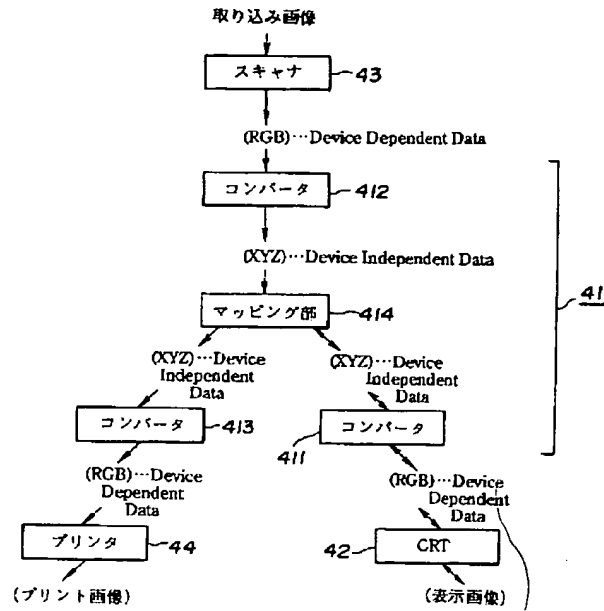 取り込み画像
スキャナ 43
(RGB)…Device Dependent Data
コンバータ 412
(XYZ)…Device Independent Data
41
マッピング部 414
(XYZ)…Device
Independent
Data
(XYZ)…Device
Independent
Data
コンバータ 413
411 コンバータ
(RGB)…Device
Dependent
Data
(RGB)…Device
Dependent
Data
プリンタ 44
42 CRT
(プリント画像)
(表示画像)